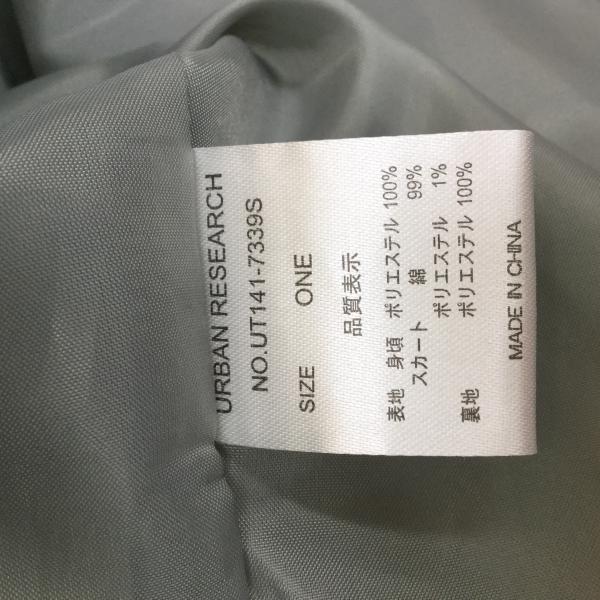 URBAN RESEARCH
NO.UT141-7339S
SIZE ONE
品質表示
表地 身頃 ポリエステル 100%
スカート 綿 99%
ポリエステル 1%
裏地 ポリエステル 100%
MADE IN CHINA